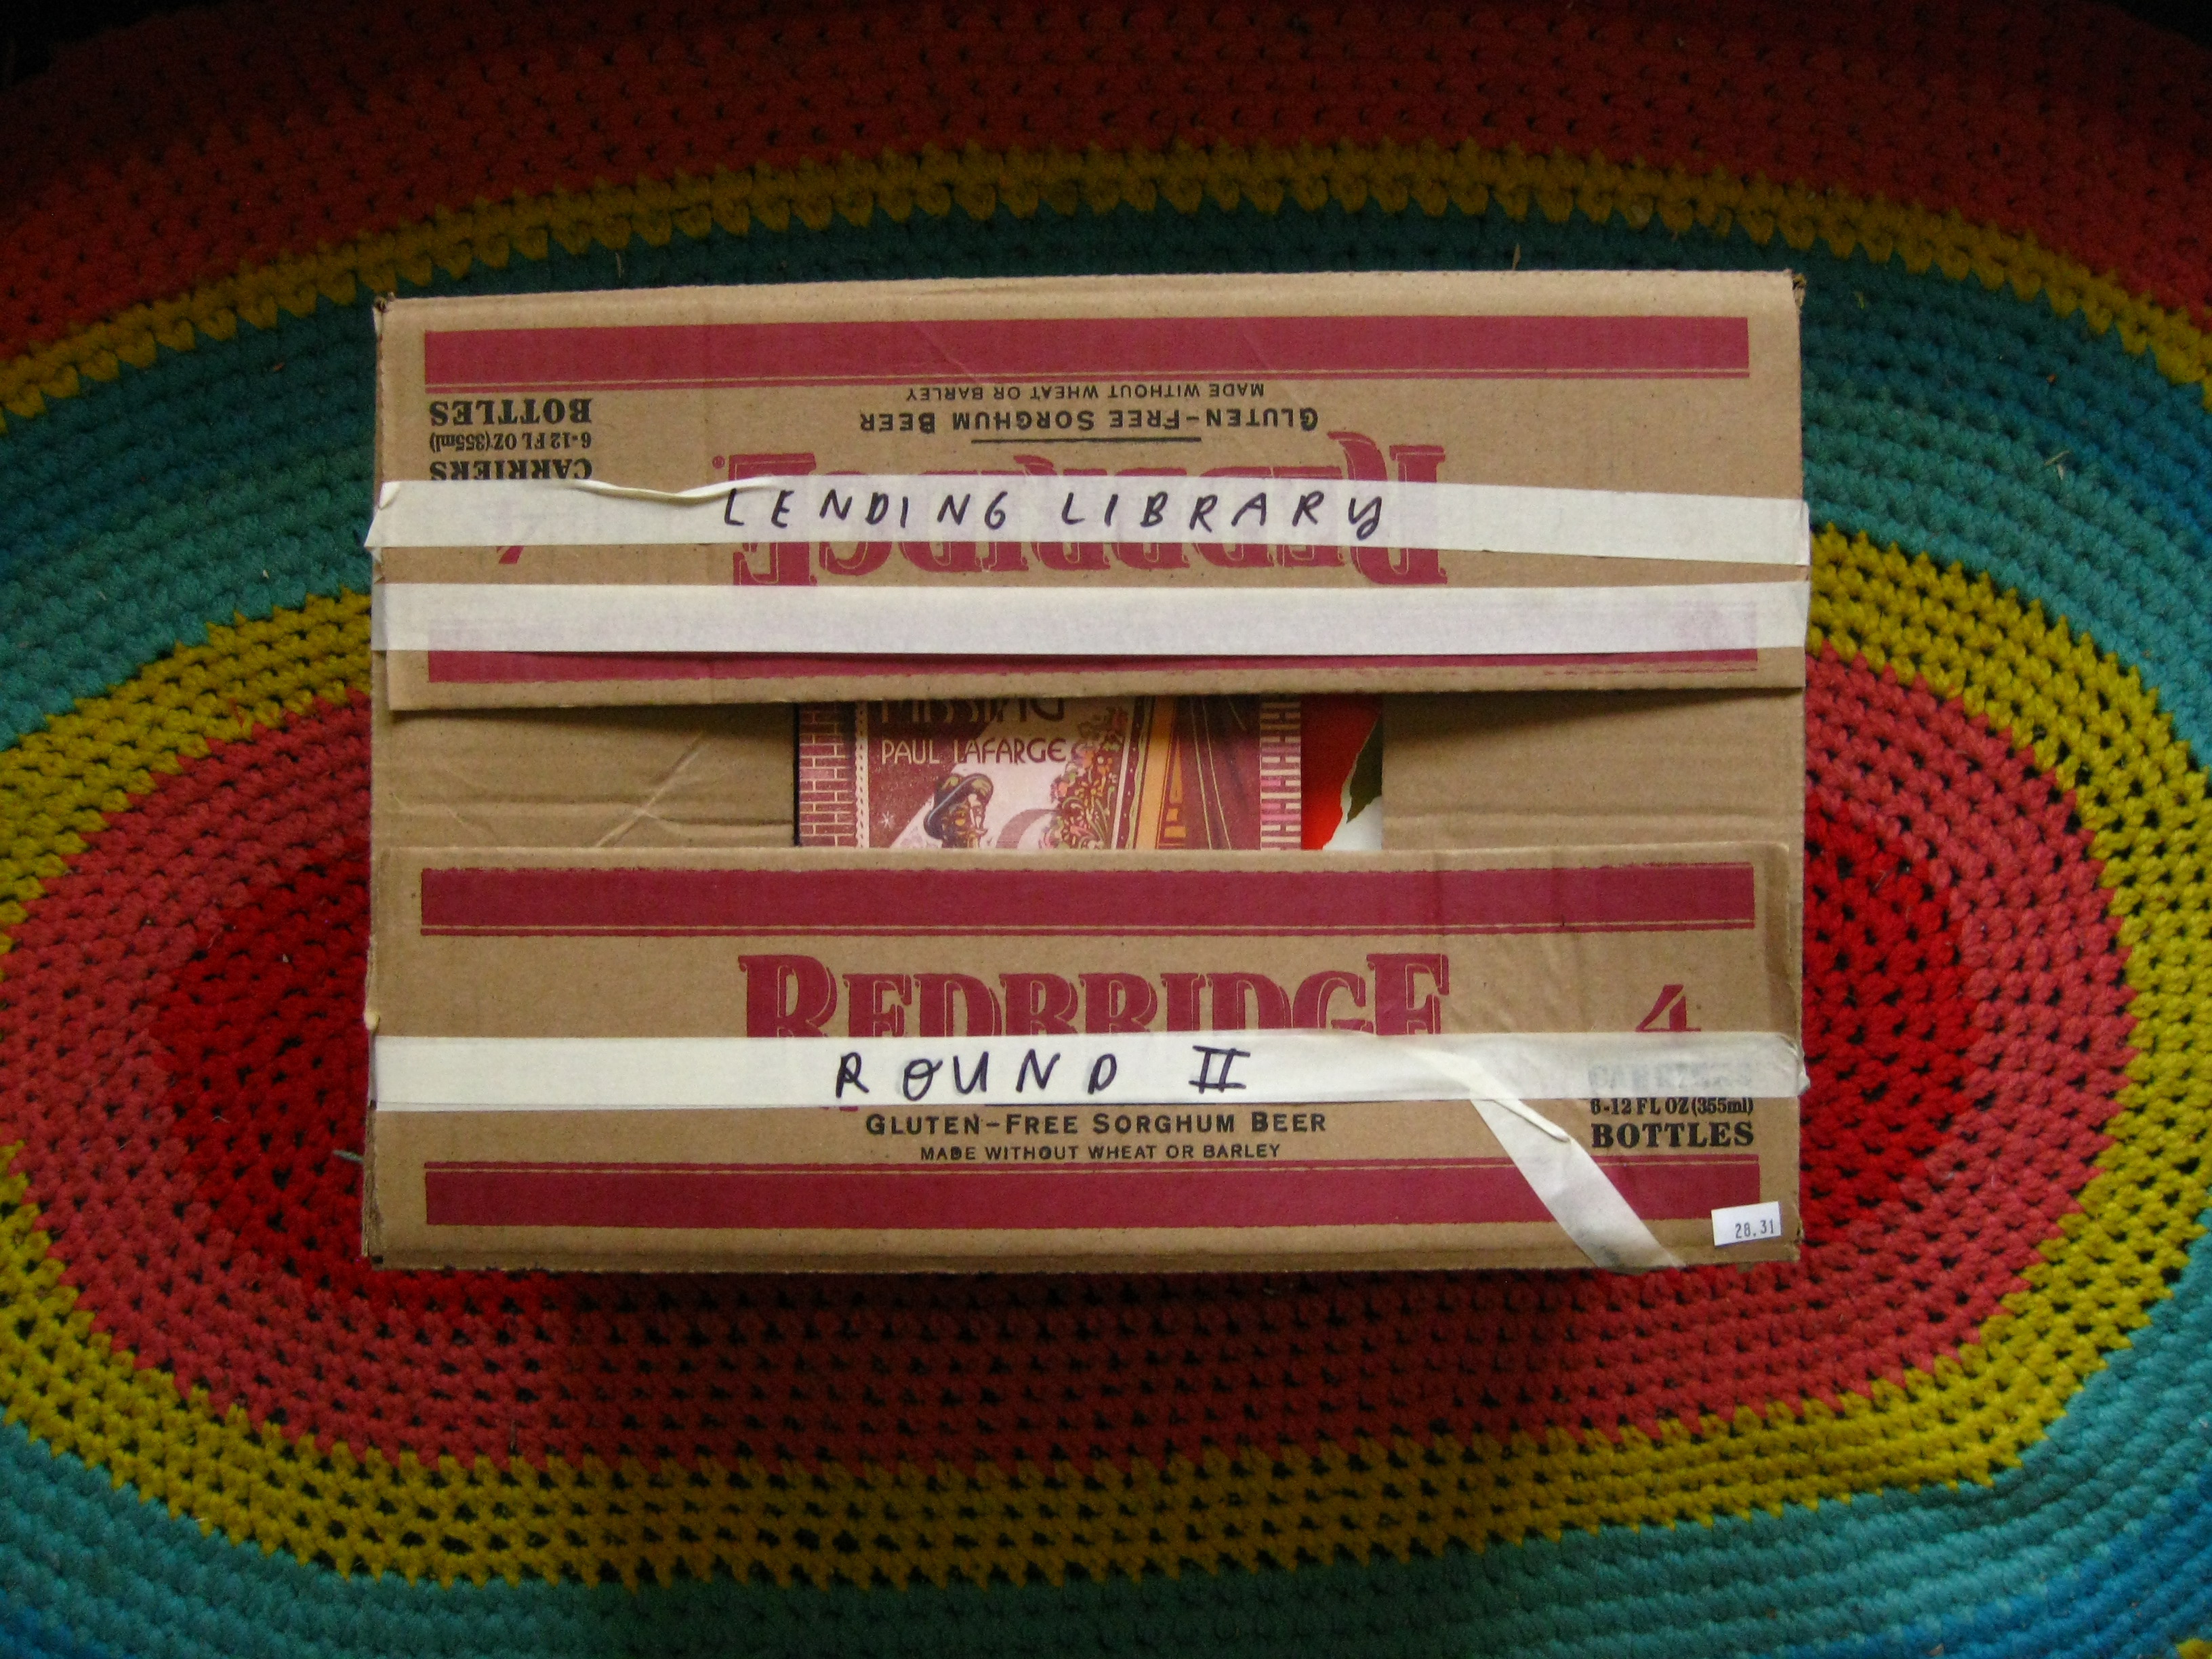 MADE WITHOUT WHEAT OR BARLEY
GLUTEN-FREE SORGHUM BEER
BOTTLES
6-12 FL OZ (355ml)
CARRIERS
REDBRIDGE®
LENDING LIBRARY
MISSING
PAUL LAFARGE
REDBRIDGE
4
ROUND II
CARRIERS
6-12 FL OZ (355ml)
BOTTLES
GLUTEN-FREE SORGHUM BEER
MADE WITHOUT WHEAT OR BARLEY
28.31